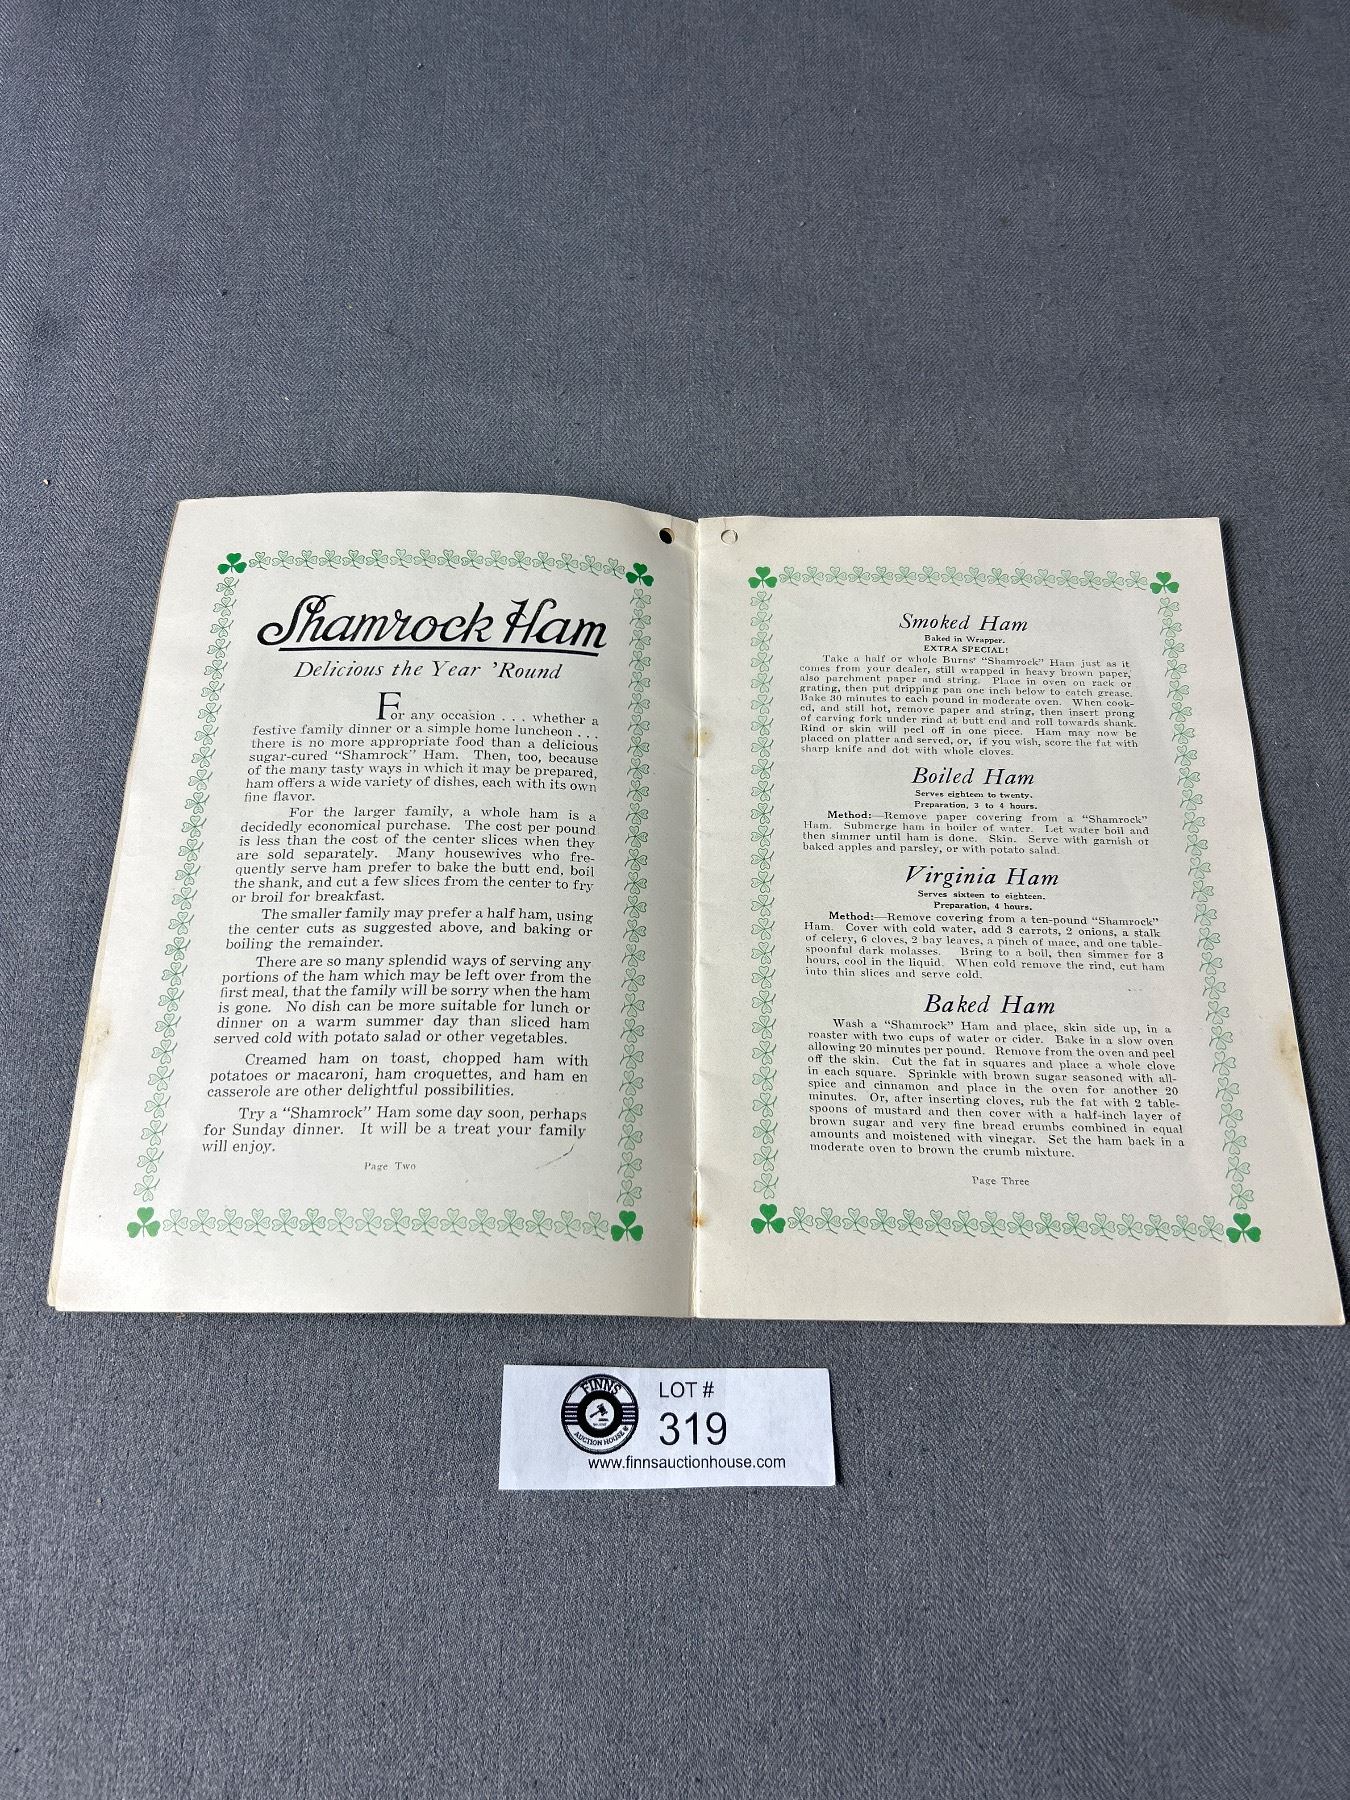 Shamrock Ham
Delicious the Year 'Round
For any occasion . . . whether a
festive family dinner or a simple home luncheon . . .
there is no more appropriate food than a delicious
sugar-cured "Shamrock" Ham. Then, too, because
of the many tasty ways in which it may be prepared,
ham offers a wide variety of dishes, each with its own
fine flavor.
For the larger family, a whole ham is a
decidedly economical purchase. The cost per pound
is less than the cost of the center slices when they
are sold separately. Many housewives who fre-
quently serve ham prefer to bake the butt end, boil
the shank, and cut a few slices from the center to fry
or broil for breakfast.
The smaller family may prefer a half ham, using
the center cuts as suggested above, and baking or
boiling the remainder.
There are so many splendid ways of serving any
portions of the ham which may be left over from the
first meal, that the family will be sorry when the ham
is gone. No dish can be more suitable for lunch or
dinner on a warm summer day than sliced ham
served cold with potato salad or other vegetables.
Creamed ham on toast, chopped ham with
potatoes or macaroni, ham croquettes, and ham en
casserole are other delightful possibilities.
Try a "Shamrock" Ham some day soon, perhaps
for Sunday dinner. It will be a treat your family
will enjoy.
Page Two
Smoked Ham
Baked in Wrapper.
EXTRA SPECIAL!
Take a half or whole Burns' "Shamrock" Ham just as it
comes from your dealer, still wrapped in heavy brown paper,
also parchment paper and string. Place in oven on rack or
grating, then put dripping pan one inch below to catch grease.
Bake 30 minutes to each pound in moderate oven. When cook-
ed, and still hot, remove paper and string, then insert prong
of carving fork under rind at butt end and roll towards shank.
Rind or skin will peel off in one piece. Ham may now be
placed on platter and served, or, if you wish, score the fat with
sharp knife and dot with whole cloves.
Boiled Ham
Serves eighteen to twenty.
Preparation, 3 to 4 hours.
Method:—Remove paper covering from a "Shamrock"
Ham. Submerge ham in boiler of water. Let water boil and
then simmer until ham is done. Skin. Serve with garnish of
baked apples and parsley, or with potato salad.
Virginia Ham
Serves sixteen to eighteen.
Preparation, 4 hours.
Method:—Remove covering from a ten-pound "Shamrock"
Ham. Cover with cold water, add 3 carrots, 2 onions, a stalk
of celery, 6 cloves, 2 bay leaves, a pinch of mace, and one table-
spoonful dark molasses. Bring to a boil, then simmer for 3
hours, cool in the liquid. When cold remove the rind, cut ham
into thin slices and serve cold.
Baked Ham
Wash a "Shamrock" Ham and place, skin side up, in a
roaster with two cups of water or cider. Bake in a slow oven
allowing 20 minutes per pound. Remove from the oven and peel
off the skin. Cut the fat in squares and place a whole clove
in each square. Sprinkle with brown sugar seasoned with all-
spice and cinnamon and place in the oven for another 20
minutes. Or, after inserting cloves, rub the fat with 2 table-
spoons of mustard and then cover with a half-inch layer of
brown sugar and very fine bread crumbs combined in equal
amounts and moistened with vinegar. Set the ham back in a
moderate oven to brown the crumb mixture.
Page Three
FINNS
AUCTION HOUSE
LOT #
319
www.finnsauctionhouse.com